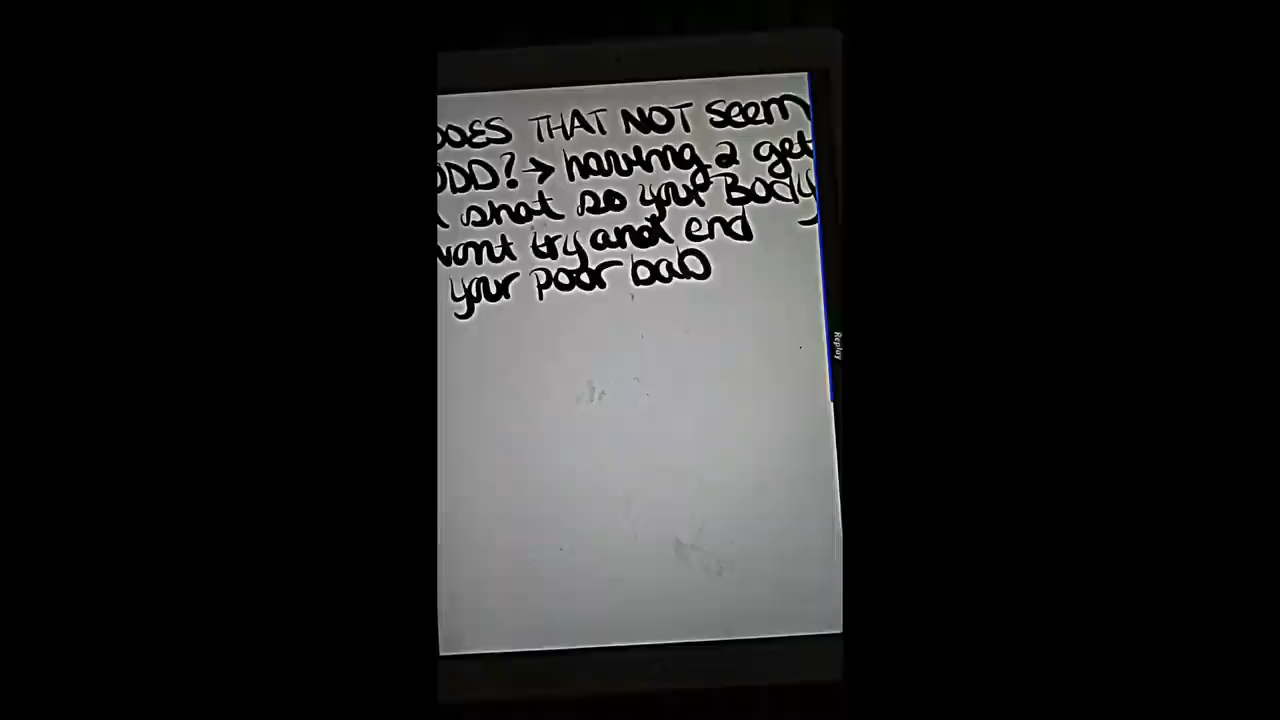 DOES THAT NOT seem
ODD? → having 2 get
a shot so your Body
wont try and end
your poor bab
Replay